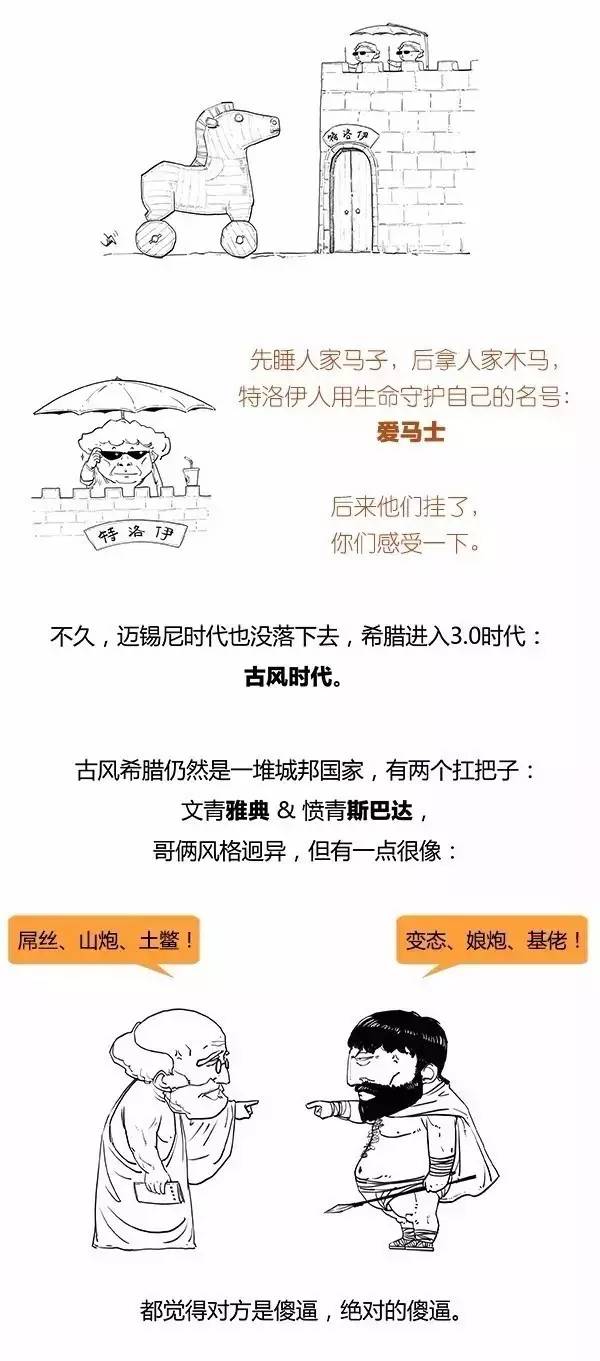 特洛伊
先睡人家马子，后拿人家木马，
特洛伊人用生命守护自己的名号：
爱马士
后来他们挂了，
你们感受一下。
特洛伊
不久，迈锡尼时代也没落下去，希腊进入3.0时代：
古风时代。
古风希腊仍然是一堆城邦国家，有两个扛把子：
文青雅典 & 愤青斯巴达，
哥俩风格迥异，但有一点很像：
屌丝、山炮、土鳖！
变态、娘炮、基佬！
都觉得对方是傻逼，绝对的傻逼。